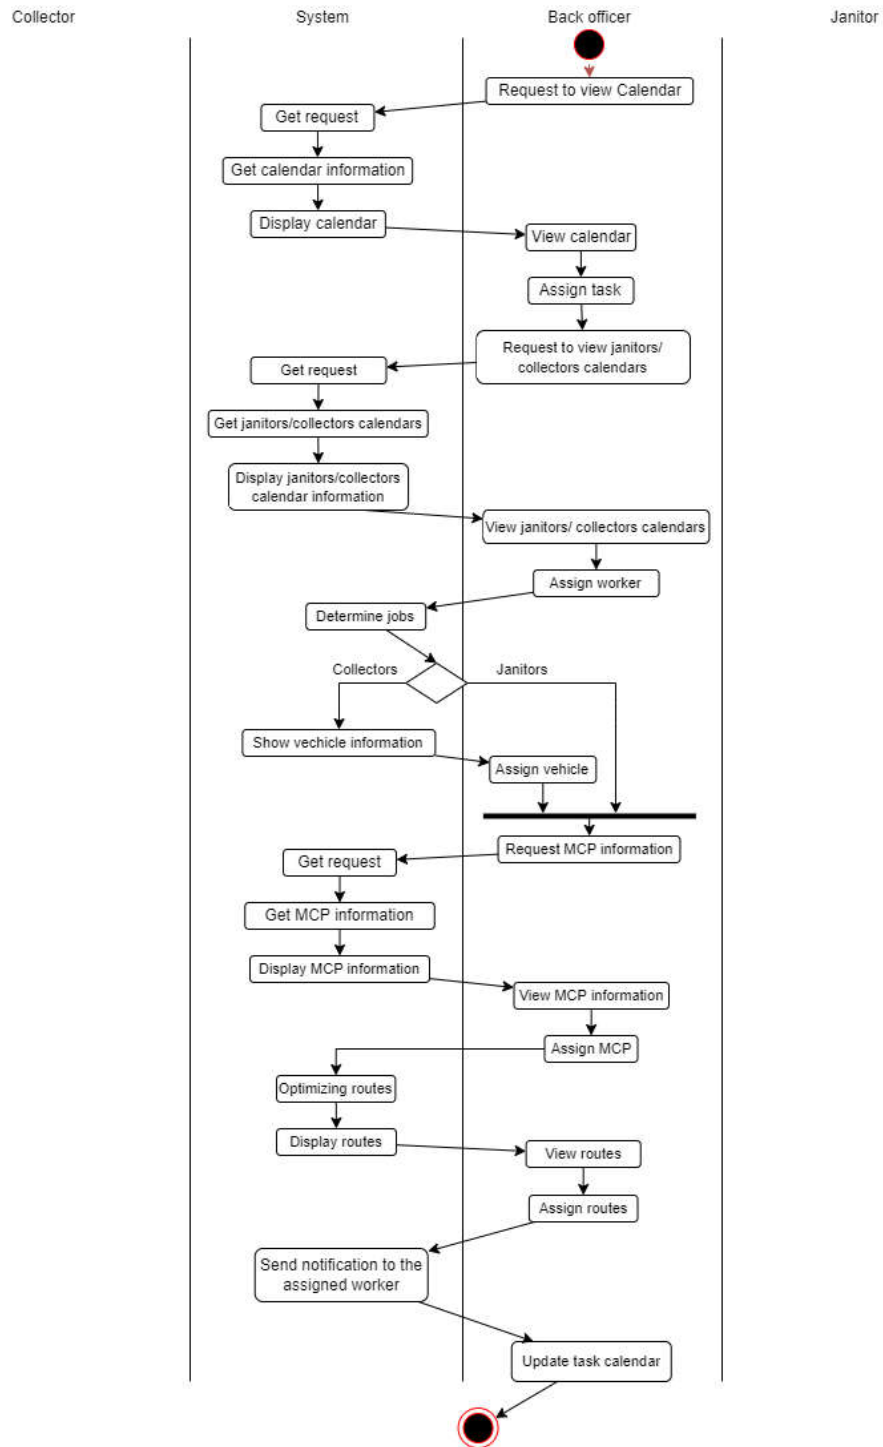 Collector
System
Back officer
Janitor
Request to view Calendar
Get request
Get calendar information
Display calendar
View calendar
Assign task
Request to view janitors/
collectors calendars
Get request
Get janitors/collectors calendars
Display janitors/collectors
calendar information
View janitors/ collectors calendars
Assign worker
Determine jobs
Collectors
Janitors
Show vechicle information
Assign vehicle
Request MCP information
Get request
Get MCP information
Display MCP information
View MCP information
Assign MCP
Optimizing routes
Display routes
View routes
Assign routes
Send notification to the
assigned worker
Update task calendar